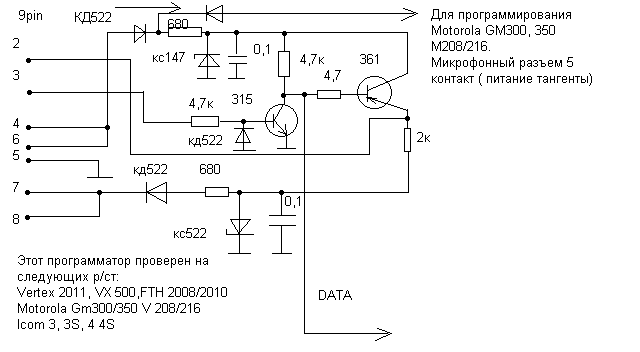 9pin
КД522
680
Для программирования
Motorola GM300, 350
M208/216.
Микрофонный разъем 5
контакт ( питание тангенты)
2
кс147
0,1
4,7к
361
3
4,7
4,7к
315
4
кд522
6
2к
5
7
кд522
680
0,1
8
кс522
Этот программатор проверен на
следующих р/ст:
Vertex 2011, VX 500,FTH 2008/2010
Motorola Gm300/350 V 208/216
Icom 3, 3S, 4 4S
DATA